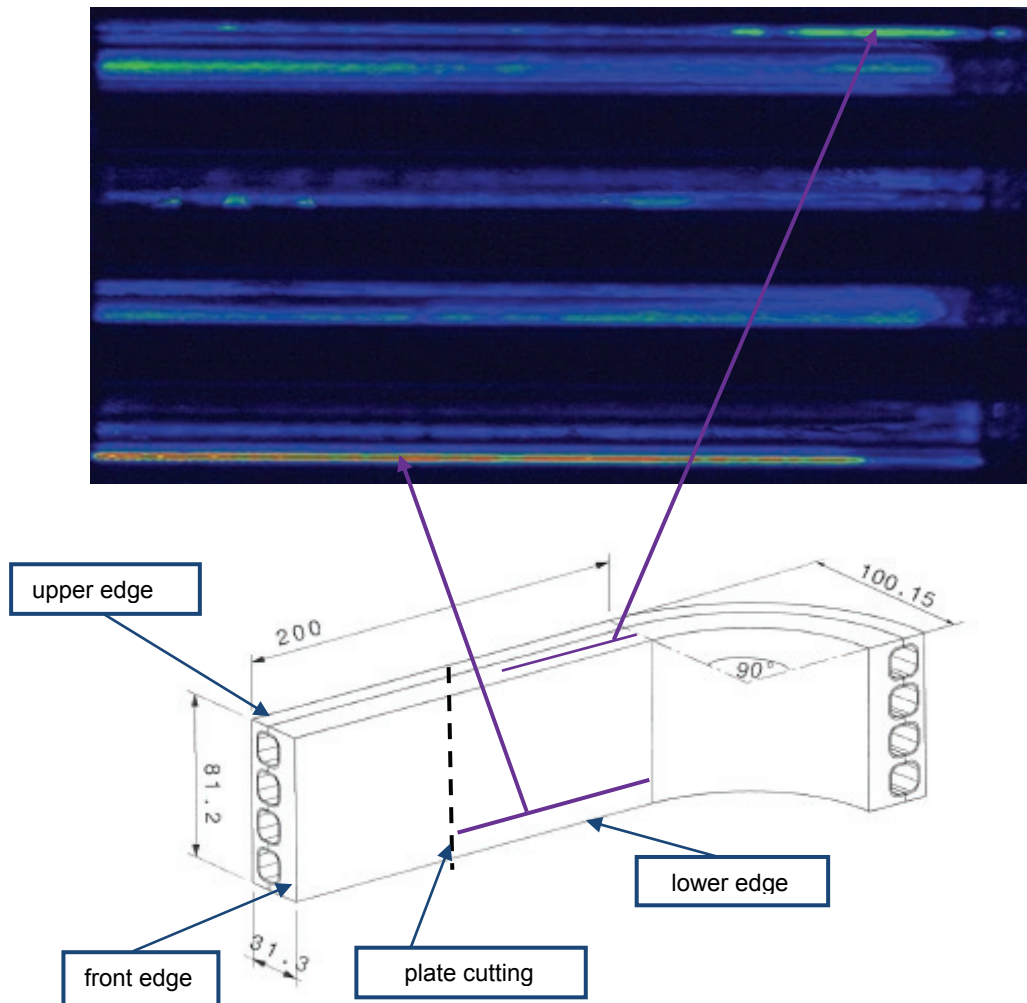 upper edge
200
100.15
90°
81.2
lower edge
31.3
front edge
plate cutting